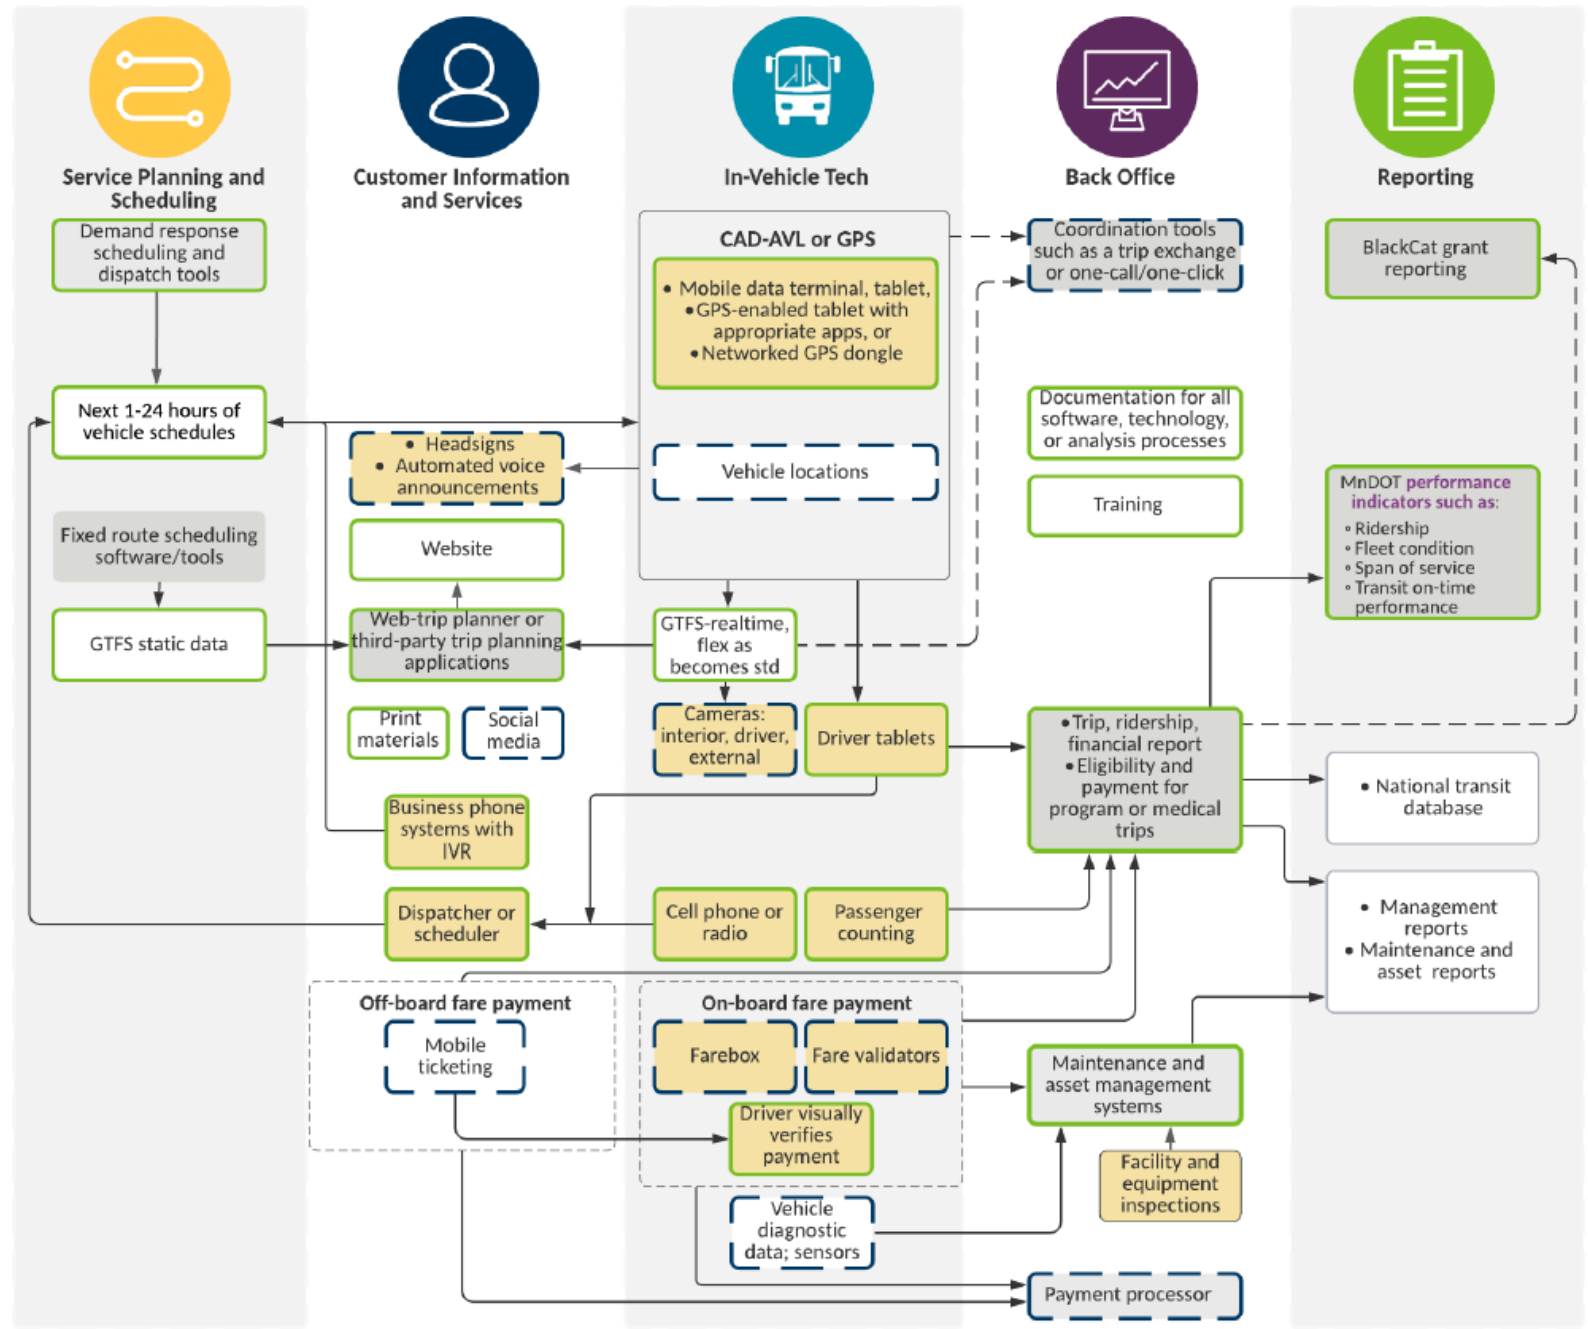 Service Planning and
Scheduling
Customer Information
and Services
In-Vehicle Tech
Back Office
Reporting
Demand response
scheduling and
dispatch tools
Next 1-24 hours of
vehicle schedules
Fixed route scheduling
software/tools
GTFS static data
• Headsigns
• Automated voice
announcements
Website
Web-trip planner or
third-party trip planning
applications
Print
materials
Social
media
Business phone
systems with
IVR
Dispatcher or
scheduler
Off-board fare payment
Mobile
ticketing
CAD-AVL or GPS
• Mobile data terminal, tablet,
• GPS-enabled tablet with
appropriate apps, or
• Networked GPS dongle
Vehicle locations
GTFS-realtime,
flex as
becomes std
Cameras:
interior, driver,
external
Driver tablets
Cell phone or
radio
Passenger
counting
On-board fare payment
Farebox
Fare validators
Driver visually
verifies
payment
Vehicle
diagnostic
data; sensors
Coordination tools
such as a trip exchange
or one-call/one-click
Documentation for all
software, technology,
or analysis processes
Training
• Trip, ridership,
financial report
• Eligibility and
payment for
program or medical
trips
Maintenance and
asset management
systems
Facility and
equipment
inspections
Payment processor
BlackCat grant
reporting
MnDOT performance
indicators such as:
◦ Ridership
◦ Fleet condition
◦ Span of service
◦ Transit on-time
performance
• National transit
database
• Management
reports
• Maintenance and
asset reports